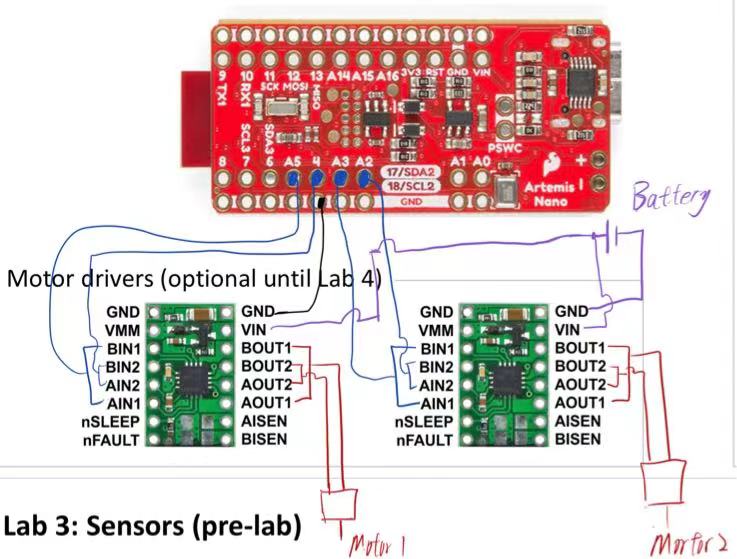 9 10 11 12 13 A14 A15 A16 3V3 RST GND VIN
TX1 RX1 SCK MOSI MISO
SCL3 SDA3
PSWC
8 7 6 A5 4 A3 A2 17/SDA2 A1 A0
18/SCL2
GND
Artemis
Nano
+
Battery
Motor drivers (optional until Lab 4)
GND GND
VMM VIN
BIN1 BOUT1
BIN2 BOUT2
AIN2 AOUT2
AIN1 AOUT1
nSLEEP AISEN
nFAULT BISEN
GND GND
VMM VIN
BIN1 BOUT1
BIN2 BOUT2
AIN2 AOUT2
AIN1 AOUT1
nSLEEP AISEN
nFAULT BISEN
Lab 3: Sensors (pre-lab)
Motor 1
Mortor 2